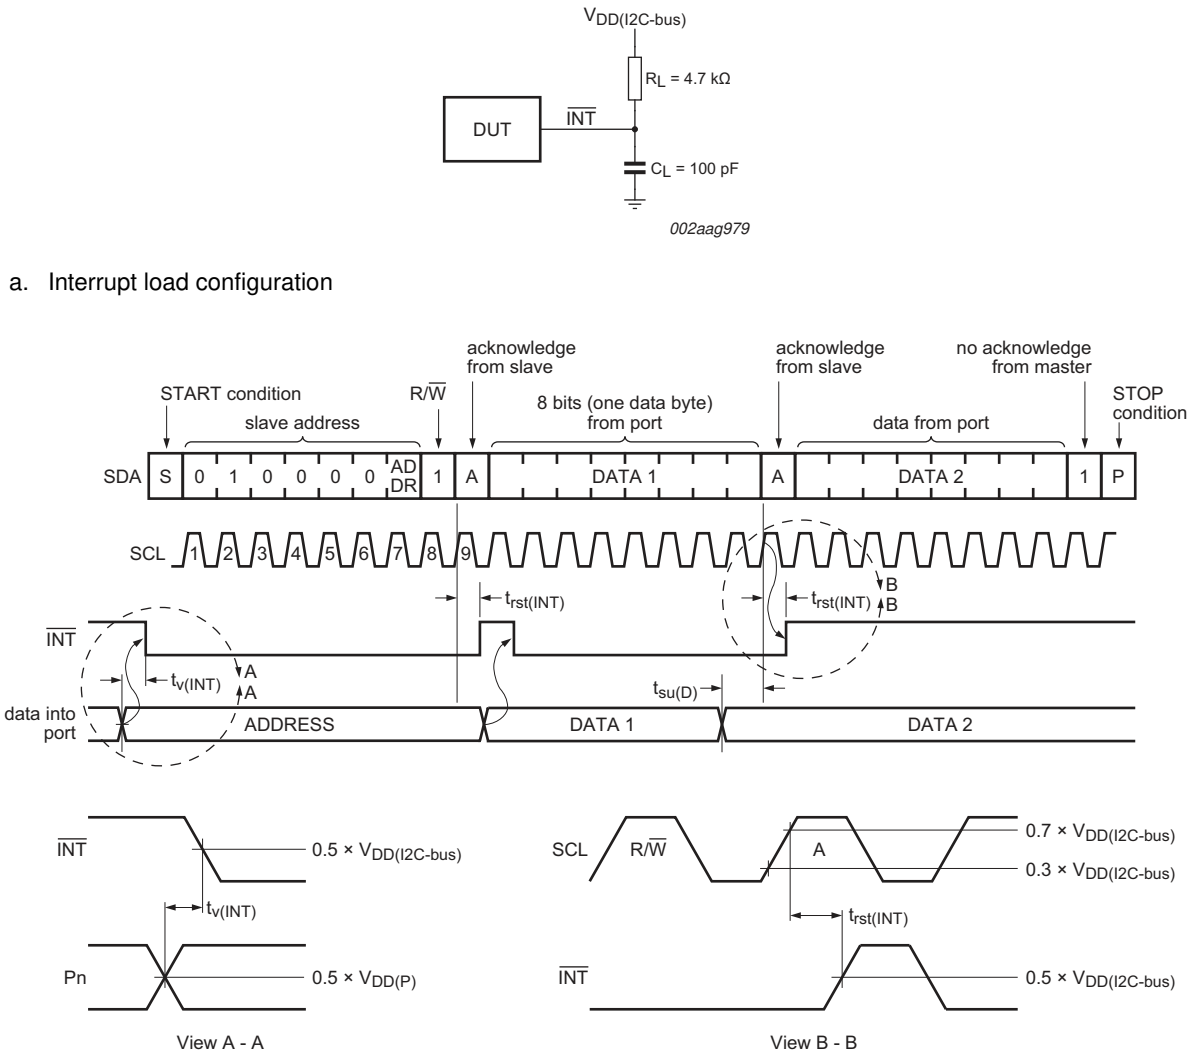 VDD(I2C-bus)
RL = 4.7 kΩ
DUT
INT
CL = 100 pF
002aag979
a. Interrupt load configuration
acknowledge from slave
acknowledge from slave
no acknowledge from master
START condition
R/W
8 bits (one data byte) from port
STOP condition
slave address
data from port
SDA S 0 1 0 0 0 0 AD DR 1 A DATA 1 A DATA 2 1 P
SCL 1 2 3 4 5 6 7 8 9
B
B
trst(INT)
trst(INT)
INT
A
A
tv(INT)
tsu(D)
data into port
ADDRESS
DATA 1
DATA 2
INT
0.5 × VDD(I2C-bus)
tv(INT)
Pn
0.5 × VDD(P)
View A - A
SCL
R/W
A
0.7 × VDD(I2C-bus)
0.3 × VDD(I2C-bus)
trst(INT)
INT
0.5 × VDD(I2C-bus)
View B - B